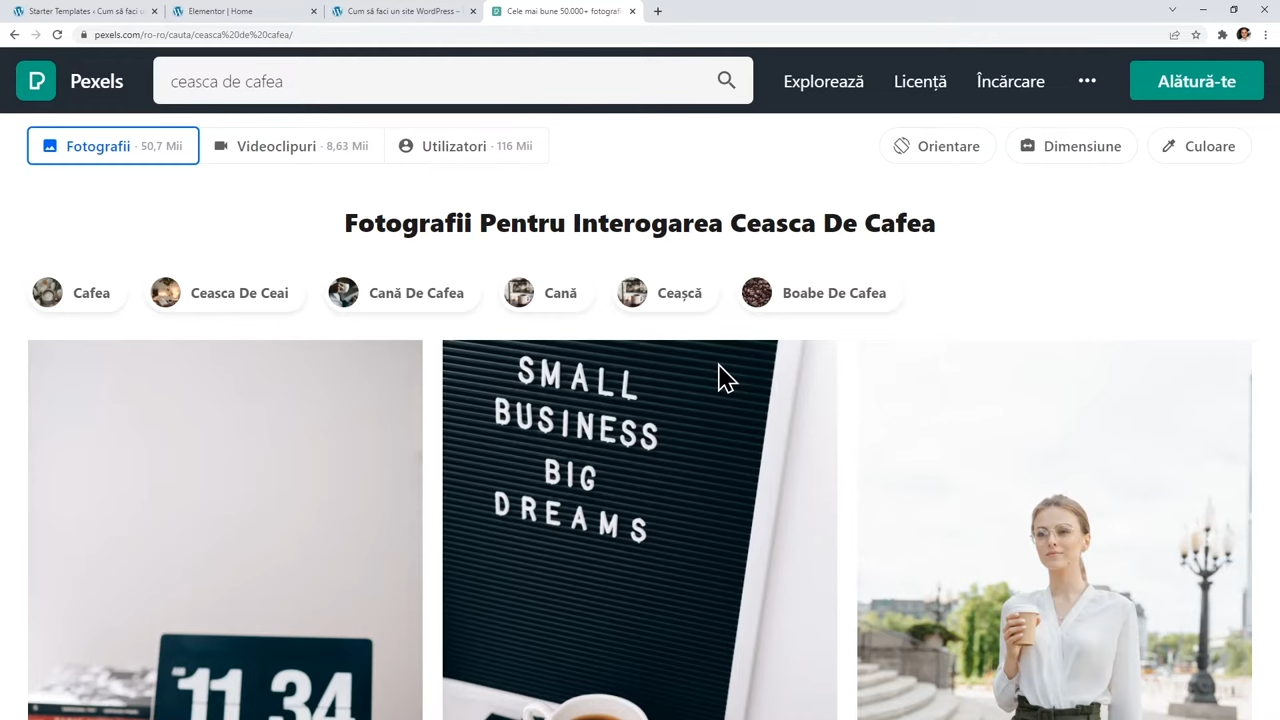 Starter Templates ‹ Cum să faci u
Elementor | Home
Cum să faci un site WordPress –
Cele mai bune 50.000+ fotografi
pexels.com/ro-ro/cauta/ceasca%20de%20cafea/
Pexels
ceasca de cafea
Explorează
Licență
Încărcare
Alătură-te
Fotografii · 50,7 Mii
Videoclipuri · 8,63 Mii
Utilizatori · 116 Mii
Orientare
Dimensiune
Culoare
Fotografii Pentru Interogarea Ceasca De Cafea
Cafea
Ceasca De Ceai
Cană De Cafea
Cană
Ceașcă
Boabe De Cafea
SMALL
BUSINESS
BIG
DREAMS
11 34